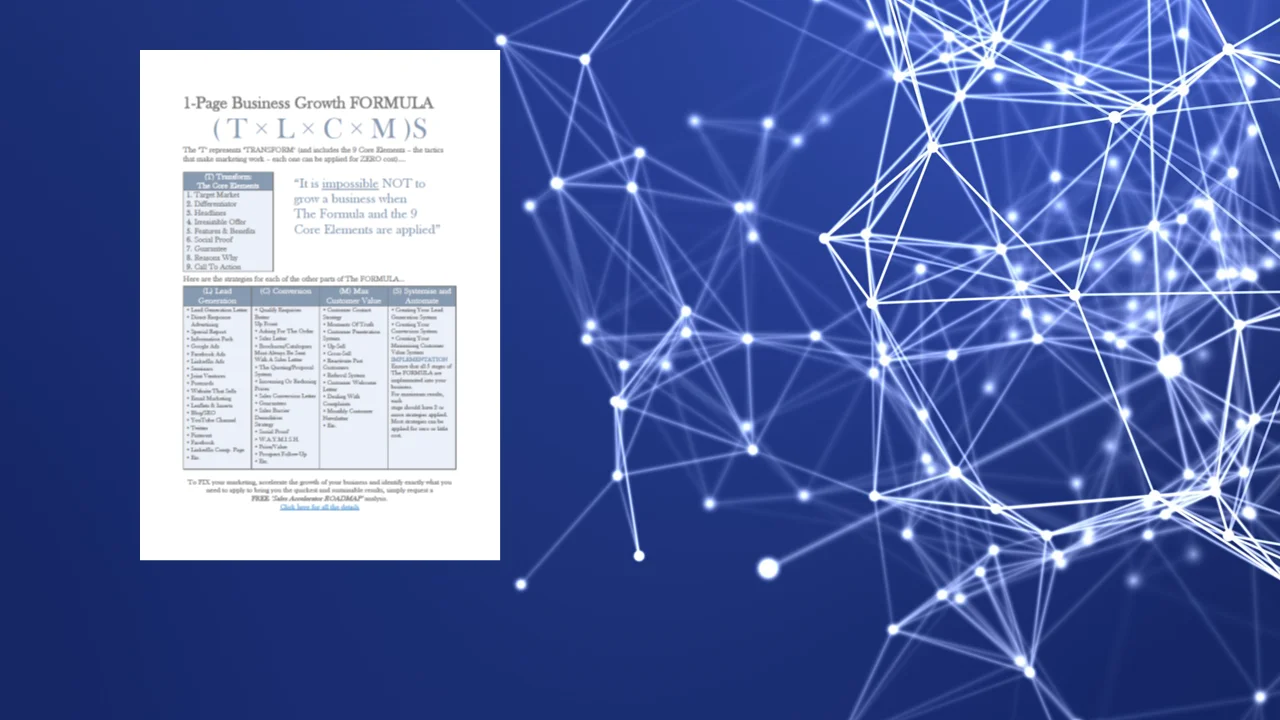 1-Page Business Growth FORMULA
( T × L × C × M )S
The 'T' represents 'TRANSFORM' (and includes the 9 Core Elements – the tactics
that make marketing work – each one can be applied for ZERO cost)....
(T) Transform:
The Core Elements
1. Target Market
2. Differentiator
3. Headlines
4. Irresistible Offer
5. Features & Benefits
6. Social Proof
7. Guarantee
8. Reasons Why
9. Call To Action
“It is impossible NOT to
grow a business when
The Formula and the 9
Core Elements are applied”
Here are the strategies for each of the other parts of The FORMULA...
(L) Lead
Generation
• Lead Generation Letter
• Direct Response
Advertising
• Special Report
• Information Pack
• Google Ads
• Facebook Ads
• LinkedIn Ads
• Seminars
• Joint Ventures
• Postcards
• Website That Sells
• Email Marketing
• Leaflets & Inserts
• Blog/SEO
• YouTube Channel
• Twitter
• Pinterest
• Facebook
• LinkedIn Comp. Page
• Etc.
(C) Conversion
• Qualify Enquiries
Better
Up Front
• Asking For The Order
• Sales Letter
• Brochures/Catalogues
Must Always Be Sent
With A Sales Letter
• The Quoting/Proposal
System
• Increasing Or Reducing
Prices
• Sales Conversion Letter
• Guarantee
• Sales Barrier
Demolition
Strategy
• Social Proof
• W.A.Y.M.I.S.H.
• Price/Value
• Prospect Follow-Up
• Etc.
(M) Max
Customer Value
• Customer Contact
Strategy
• Moments Of Truth
• Customer Penetration
System
• Up-Sell
• Cross-Sell
• Reactivate Past
Customers
• Referral System
• Customer Welcome
Letter
• Dealing With
Complaints
• Monthly Customer
Newsletter
• Etc.
(S) Systemise and
Automate
• Creating Your Lead
Generation System
• Creating Your
Conversion System
• Creating Your
Maximising Customer
Value System
IMPLEMENTATION
Ensure that all 5 steps of
The FORMULA are
implemented into your
business.
For maximum results,
each
stage should have 3 or
more strategies applied.
Most strategies can be
applied for zero or little
cost.
To FIX your marketing, accelerate the growth of your business and identify exactly what you
need to apply to bring you the quickest and sustainable results, simply request a
FREE 'Sales Accelerator ROADMAP' analysis.
Click here for all the details